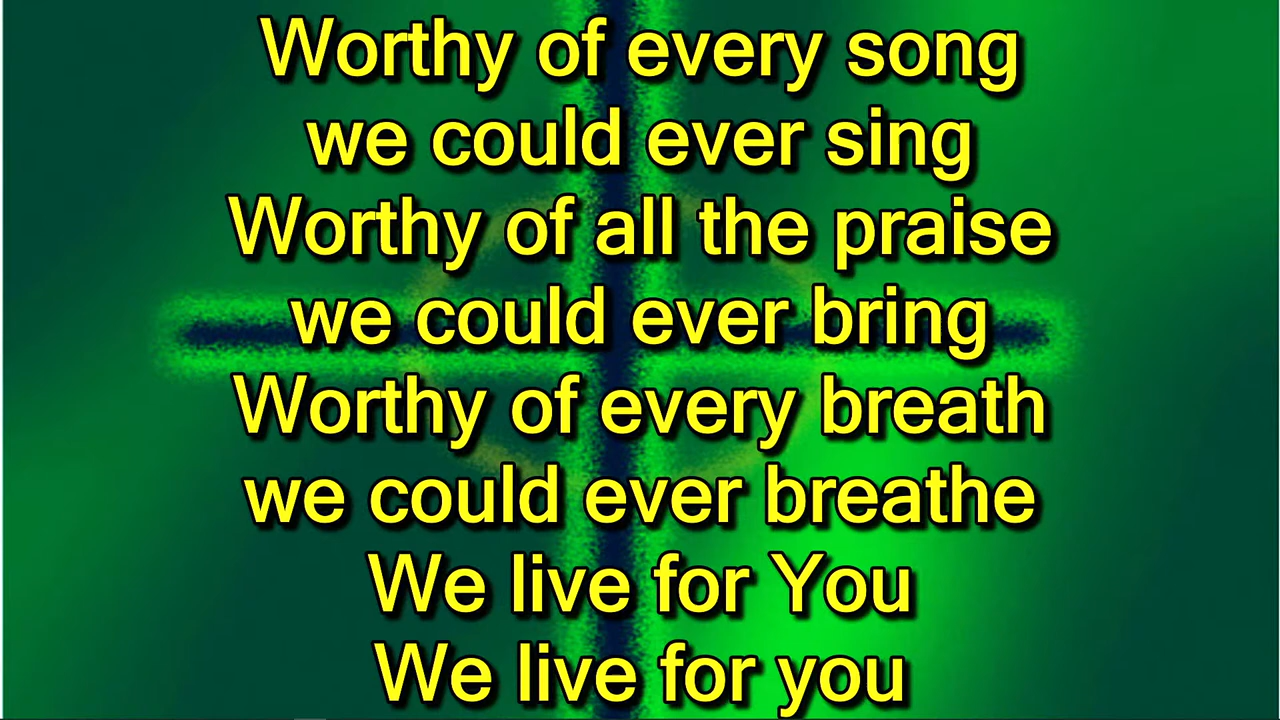 Worthy of every song
we could ever sing
Worthy of all the praise
we could ever bring
Worthy of every breath
we could ever breathe
We live for You
We live for you